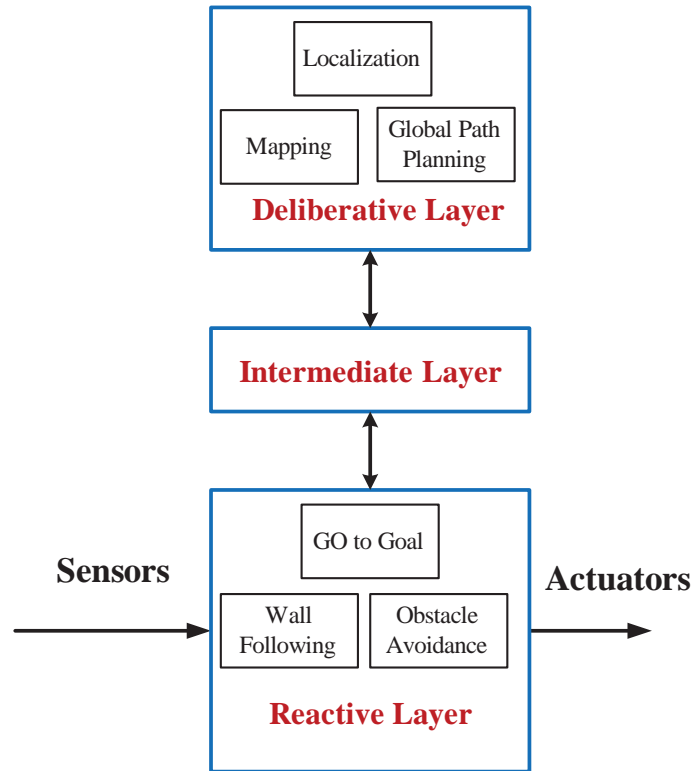 Localization
Mapping
Global Path
Planning
Deliberative Layer
Intermediate Layer
GO to Goal
Sensors
Actuators
Wall
Following
Obstacle
Avoidance
Reactive Layer